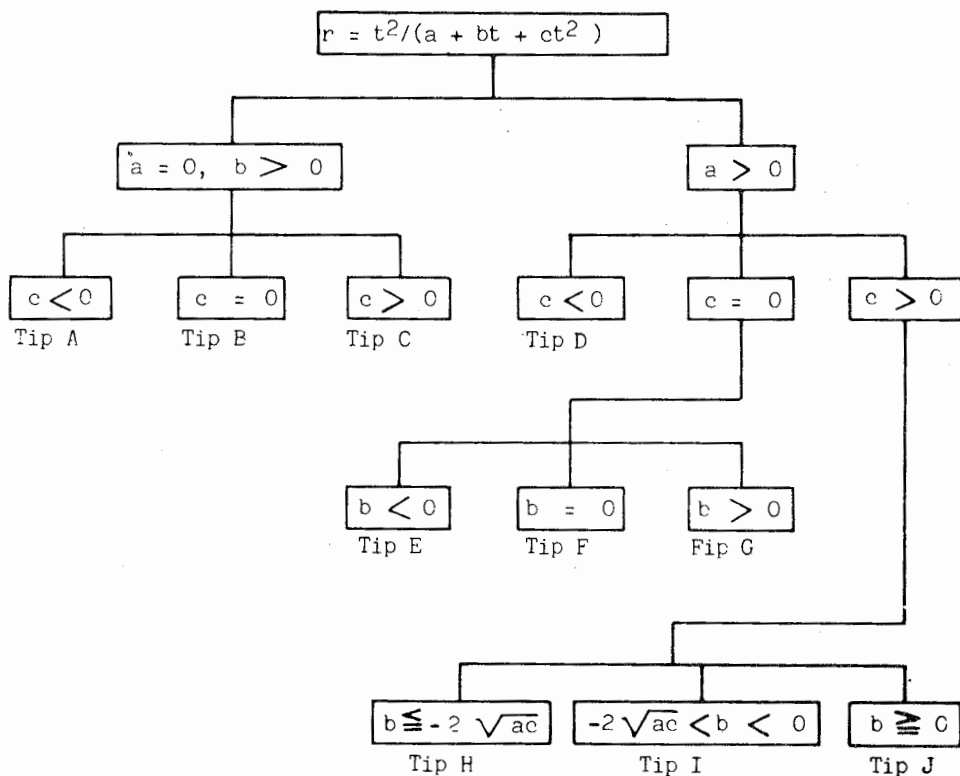 r = t²/(a + bt + ct² )
a = 0, b > 0
a > 0
c < 0
c = 0
c > 0
c < 0
c = 0
c > 0
Tip A
Tip B
Tip C
Tip D
b < 0
b = 0
b > 0
Tip E
Tip F
Fip G
b ≦ -2 √ac
-2 √ac < b < 0
b ≧ 0
Tip H
Tip I
Tip J